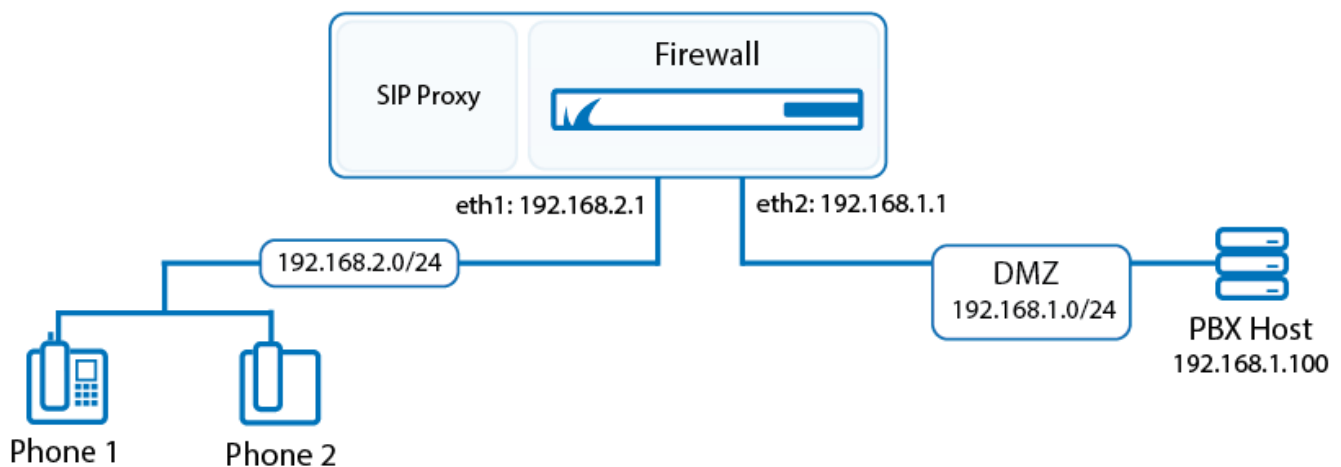 Firewall
SIP Proxy
eth1: 192.168.2.1
eth2: 192.168.1.1
192.168.2.0/24
DMZ
192.168.1.0/24
PBX Host
192.168.1.100
Phone 1
Phone 2